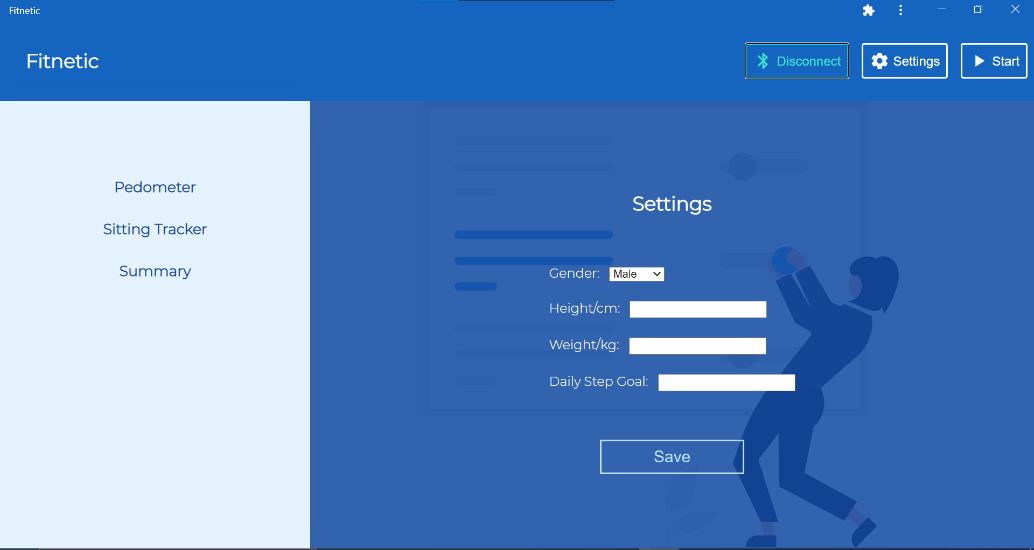 Fitnetic
Fitnetic
Disconnect
Settings
Start
Pedometer
Sitting Tracker
Summary
Settings
Gender: Male
Height/cm:
Weight/kg:
Daily Step Goal:
Save